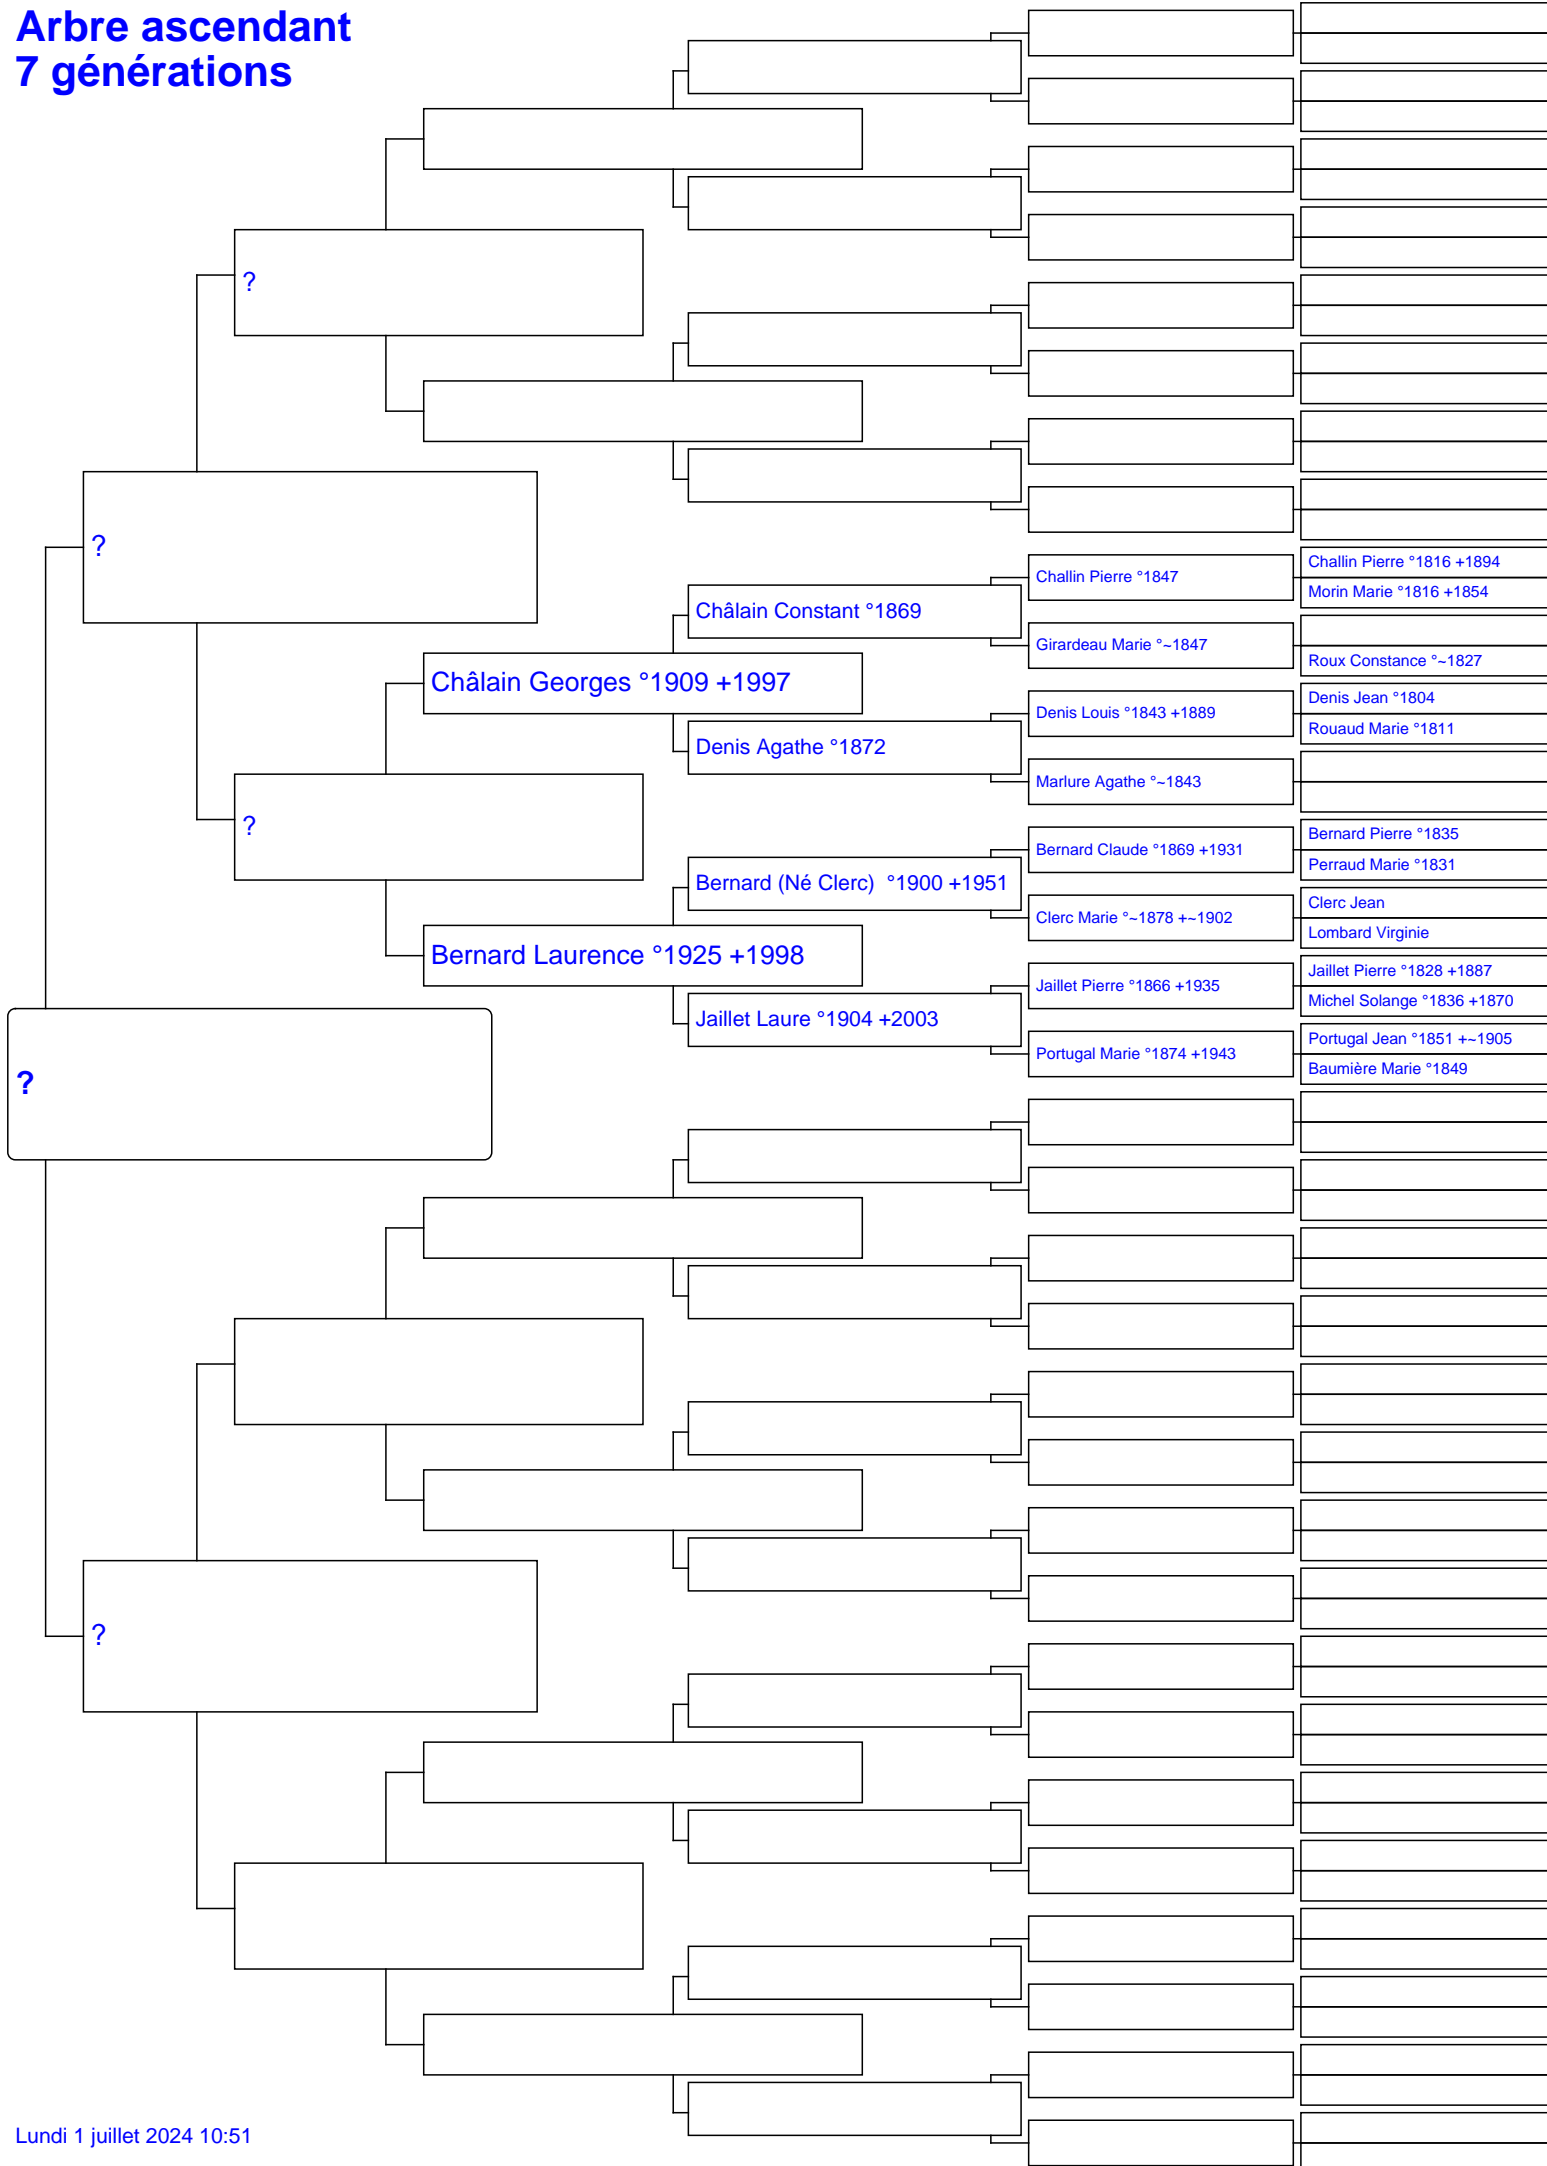 Arbre ascendant
7 générations
?
?
?
Châlain Georges °1909 +1997
Châlain Constant °1869
Challin Pierre °1847
Challin Pierre °1816 +1894
Morin Marie °1816 +1854
Girardeau Marie °~1847
Roux Constance °~1827
Denis Agathe °1872
Denis Louis °1843 +1889
Denis Jean °1804
Rouaud Marie °1811
Marlure Agathe °~1843
?
Bernard Laurence °1925 +1998
Bernard (Né Clerc)  °1900 +1951
Bernard Claude °1869 +1931
Bernard Pierre °1835
Perraud Marie °1831
Clerc Marie °~1878 +~1902
Clerc Jean
Lombard Virginie
Jaillet Laure °1904 +2003
Jaillet Pierre °1866 +1935
Jaillet Pierre °1828 +1887
Michel Solange °1836 +1870
Portugal Marie °1874 +1943
Portugal Jean °1851 +~1905
Baumière Marie °1849
?
Lundi 1 juillet 2024 10:51